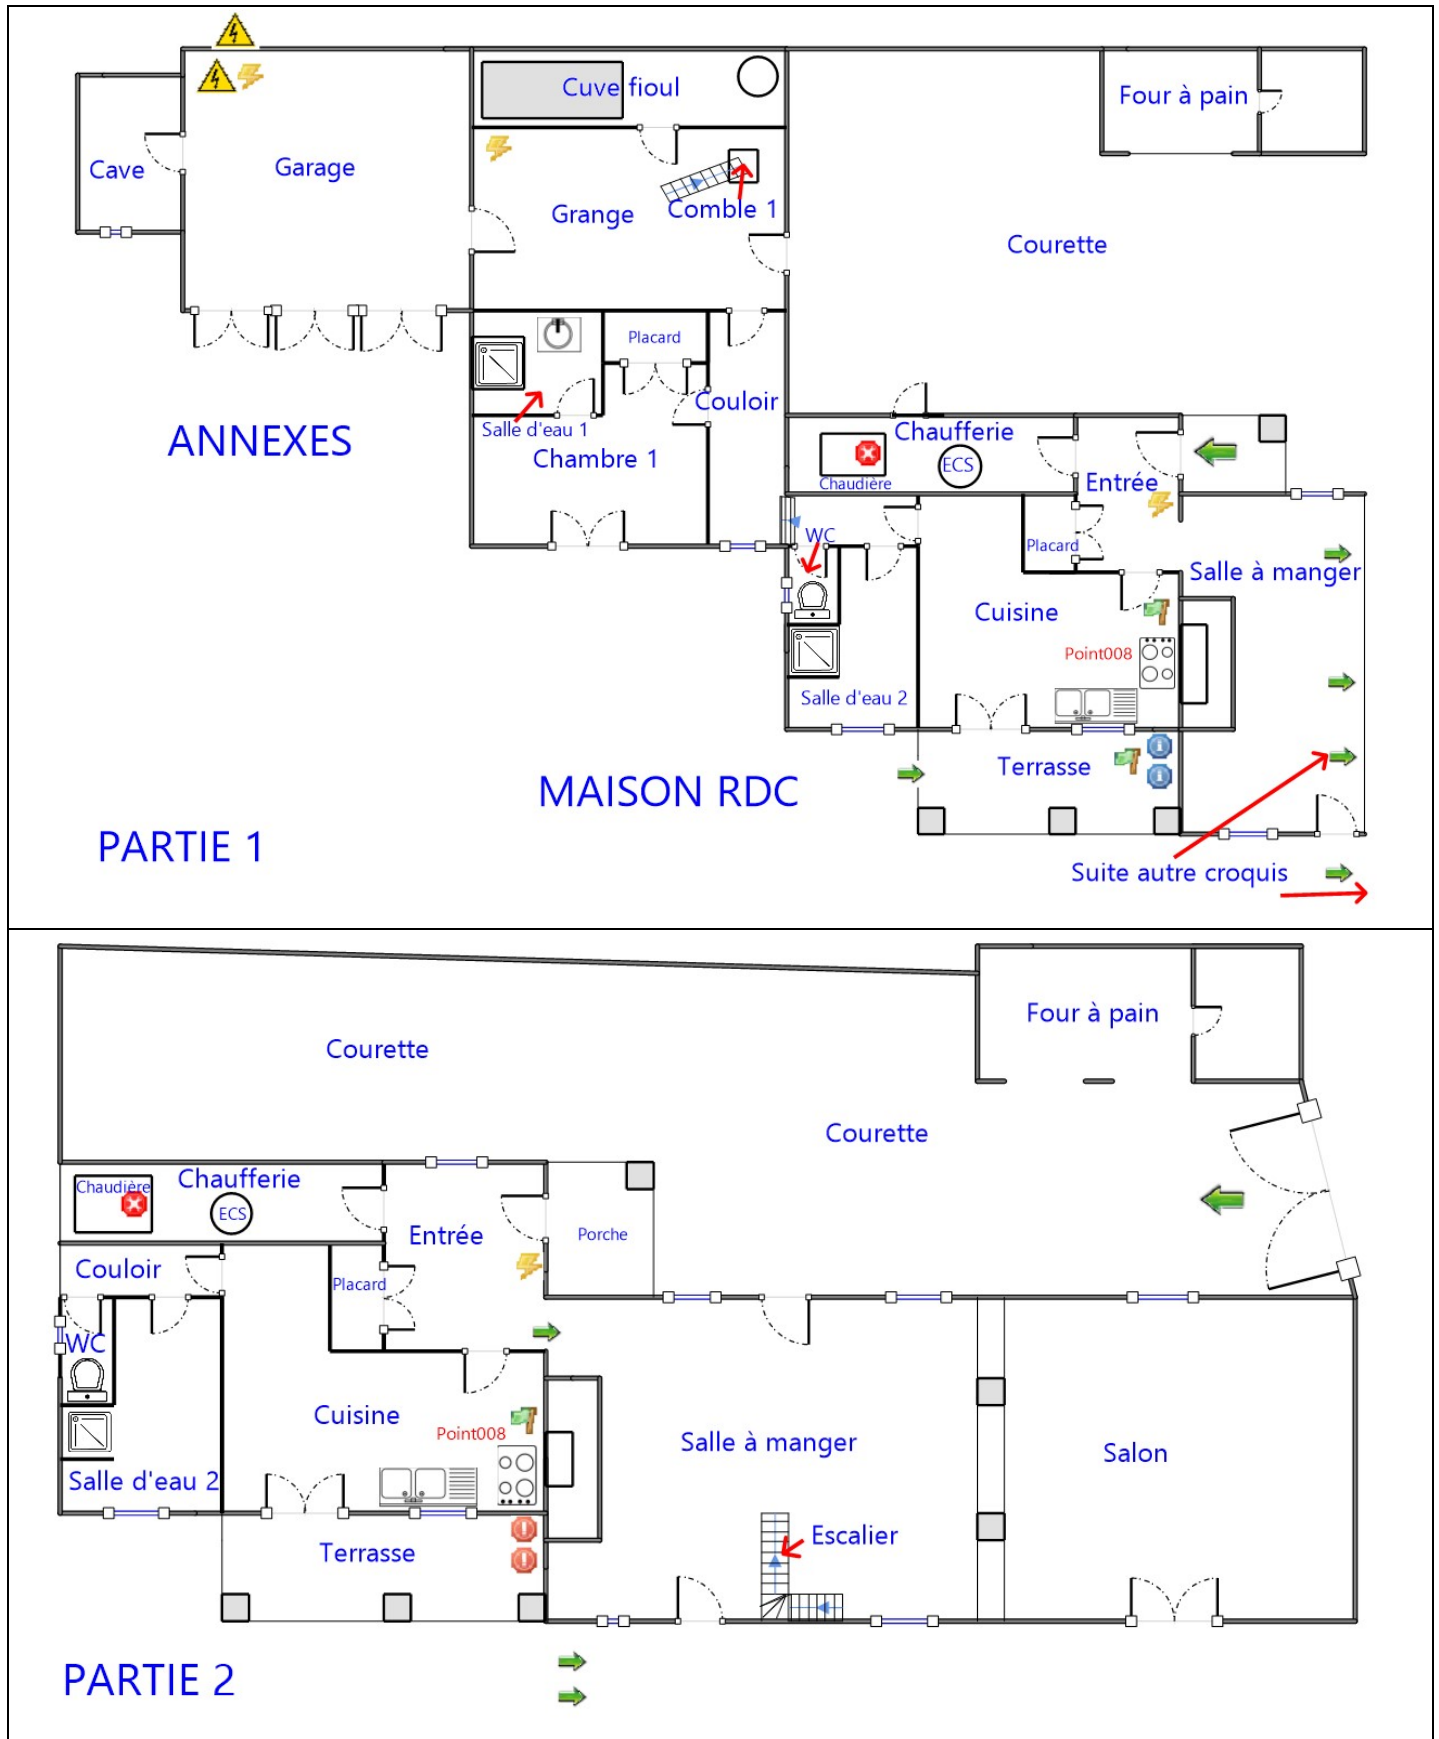 Cuve fioul
Four à pain
Cave
Garage
Grange
Comble 1
Courette
Placard
Couloir
Salle d'eau 1
Chambre 1
ANNEXES
Chaufferie
ECS
Chaudière
Entrée
WC
Placard
Salle à manger
Cuisine
Point008
Salle d'eau 2
Terrasse
MAISON RDC
PARTIE 1
Suite autre croquis
Four à pain
Courette
Courette
Chaufferie
Chaudière
ECS
Entrée
Porche
Couloir
Placard
WC
Cuisine
Point008
Salle à manger
Salon
Salle d'eau 2
Escalier
Terrasse
PARTIE 2